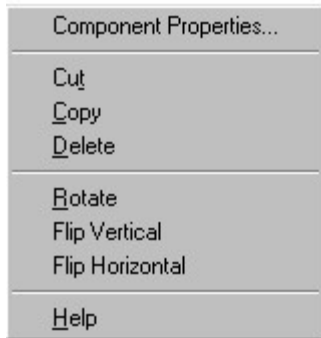 Component Properties...
Cut
Copy
Delete
Rotate
Flip Vertical
Flip Horizontal
Help